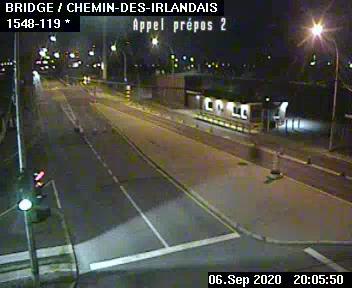 BRIDGE / CHEMIN-DES-IRLANDAIS
1548-119 *
Appel prépos 2
06.Sep 2020 20:05:50